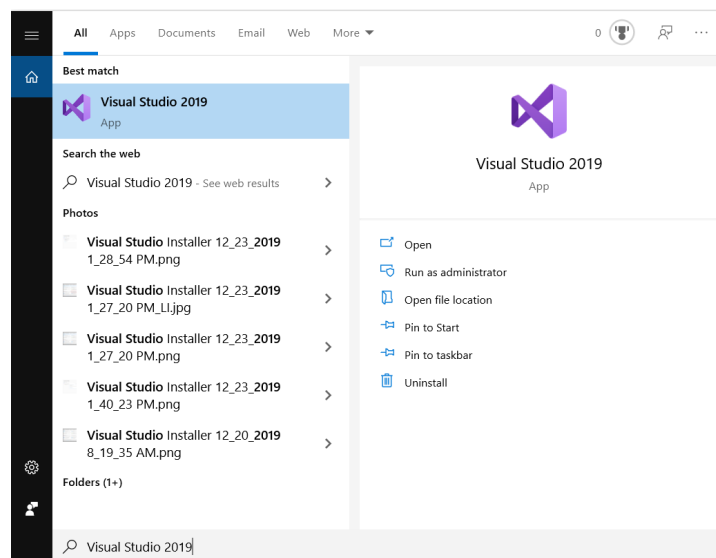 All Apps Documents Email Web More 0 ...
Best match
Visual Studio 2019
App
Search the web
Visual Studio 2019 - See web results
Photos
Visual Studio Installer 12_23_2019
1_28_54 PM.png
Visual Studio Installer 12_23_2019
1_27_20 PM_LI.jpg
Visual Studio Installer 12_23_2019
1_27_20 PM.png
Visual Studio Installer 12_23_2019
1_40_23 PM.png
Visual Studio Installer 12_20_2019
8_19_35 AM.png
Folders (1+)
Visual Studio 2019
Visual Studio 2019
App
Open
Run as administrator
Open file location
Pin to Start
Pin to taskbar
Uninstall